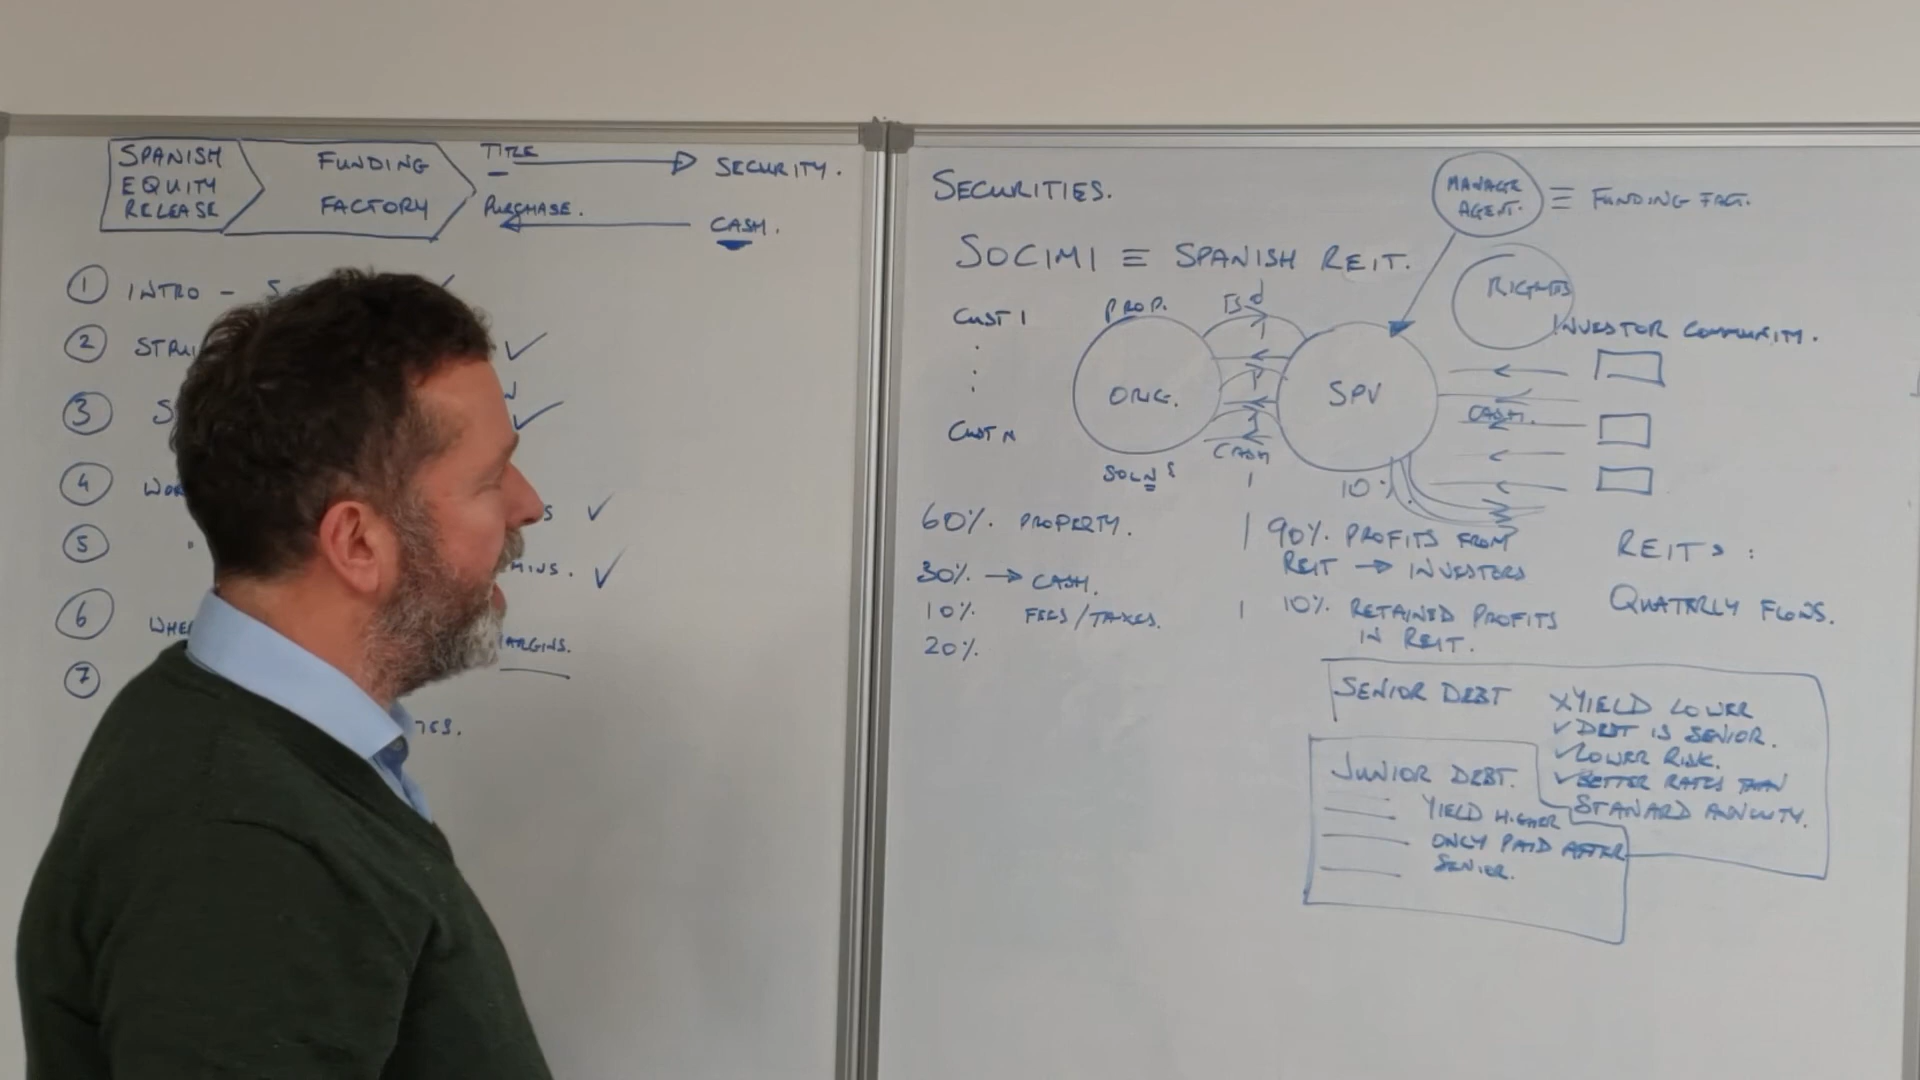 SPANISH
EQUITY
RELEASE
FUNDING
FACTORY
TITLE
SECURITY.
PURCHASE.
CASH.
1 INTRO -
2
3
4
5
6
7
ARGINS.
SECURITIES.
MANAGE
AGENT.
≡ FUNDING FACT.
SOCIMI ≡ SPANISH REIT.
RIGHTS
INVESTOR COMMUNITY.
CUST 1
PROP.
ORIG.
SPV
CASH.
CUST N
CASH
SOLNS
10%.
60%. PROPERTY.
30%. → CASH.
10% FEES/TAXES.
20%.
90%. PROFITS FROM
REIT → INVESTORS
10%. RETAINED PROFITS
IN REIT.
REITS:
QUATERLY FLOWS.
SENIOR DEBT
X YIELD LOWER
✓ DEBT IS SENIOR.
✓ LOWER RISK.
✓ BETTER RATES THAN
STANARD ANNUITY.
JUNIOR DEBT.
YIELD HIGHER
ONLY PAID AFTER
SENIOR.